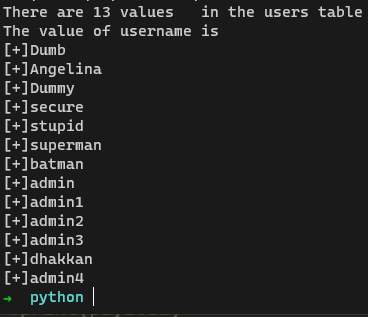 There are 13 values   in the users table
The value of username is
[+]Dumb
[+]Angelina
[+]Dummy
[+]secure
[+]stupid
[+]superman
[+]batman
[+]admin
[+]admin1
[+]admin2
[+]admin3
[+]dhakkan
[+]admin4
→  python